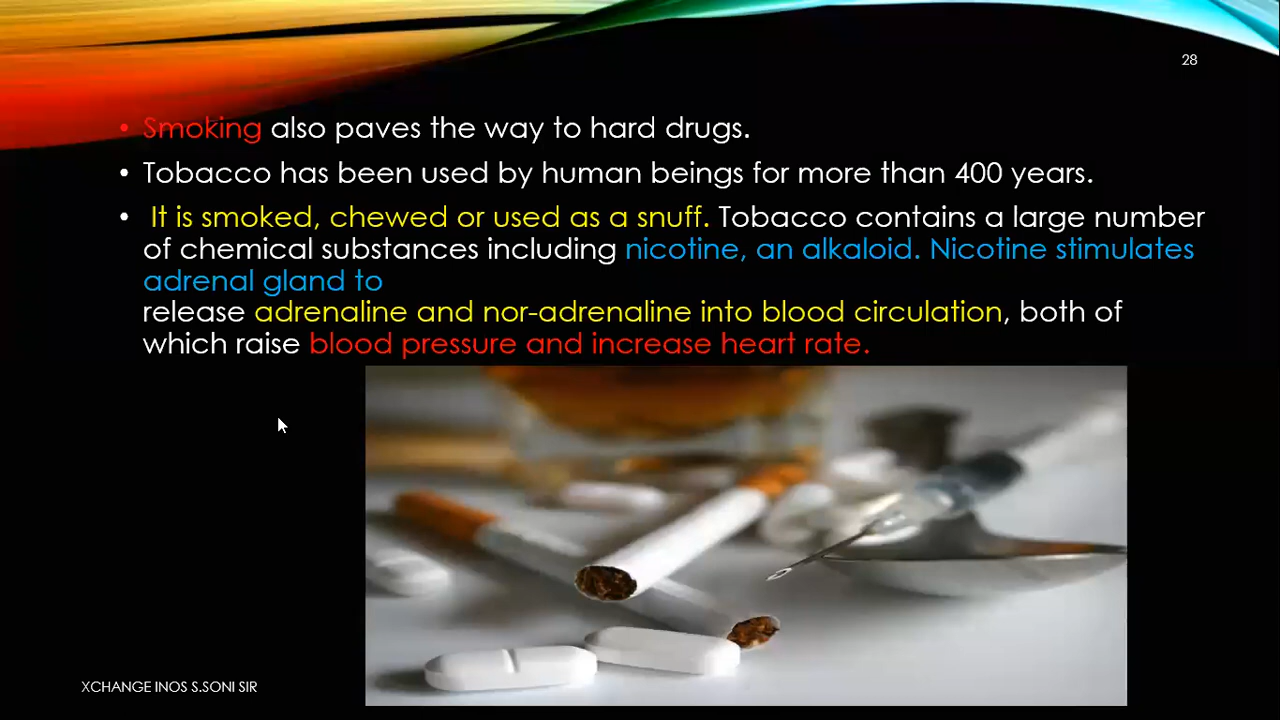 28
• Smoking also paves the way to hard drugs.
• Tobacco has been used by human beings for more than 400 years.
• It is smoked, chewed or used as a snuff. Tobacco contains a large number
of chemical substances including nicotine, an alkaloid. Nicotine stimulates
adrenal gland to
release adrenaline and nor-adrenaline into blood circulation, both of
which raise blood pressure and increase heart rate.
XCHANGE INOS S.SONI SIR